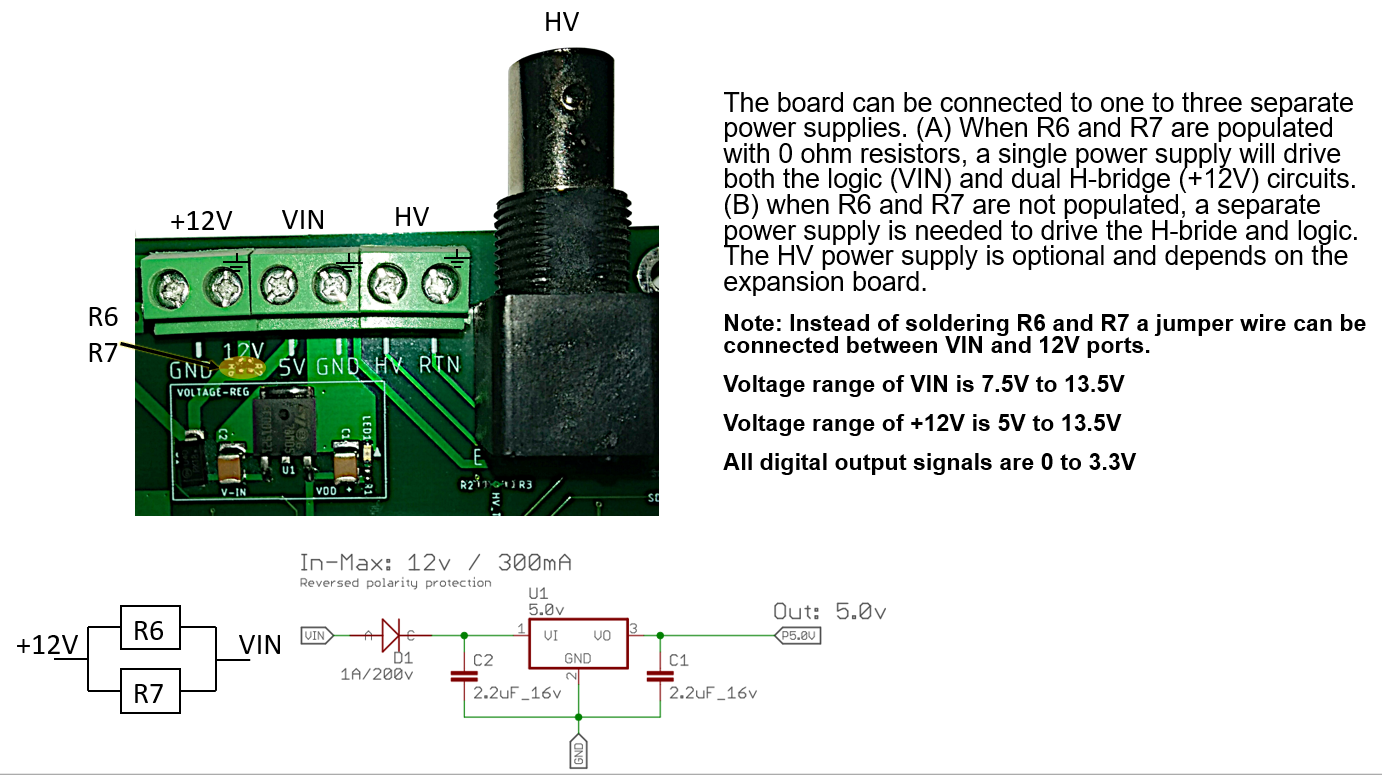 HV
The board can be connected to one to three separate
power supplies. (A) When R6 and R7 are populated
with 0 ohm resistors, a single power supply will drive
both the logic (VIN) and dual H-bridge (+12V) circuits.
(B) when R6 and R7 are not populated, a separate
power supply is needed to drive the H-bride and logic.
The HV power supply is optional and depends on the
expansion board.
Note: Instead of soldering R6 and R7 a jumper wire can be
connected between VIN and 12V ports.
Voltage range of VIN is 7.5V to 13.5V
Voltage range of +12V is 5V to 13.5V
All digital output signals are 0 to 3.3V
+12V VIN HV
R6
R7
12V
GND 5V GND HV RTN
VOLTAGE-REG
LED1
C2 C1
U1
E
V-IN VDD + R1
R2 R3
HV
In-Max: 12v / 300mA
Reversed polarity protection
U1
5.0v
Out: 5.0v
VIN A C 1 VI VO 3 P5.0V
D1
1A/200v
GND
2
C2
2.2uF_16v
C1
2.2uF_16v
GND
+12V R6 VIN
R7